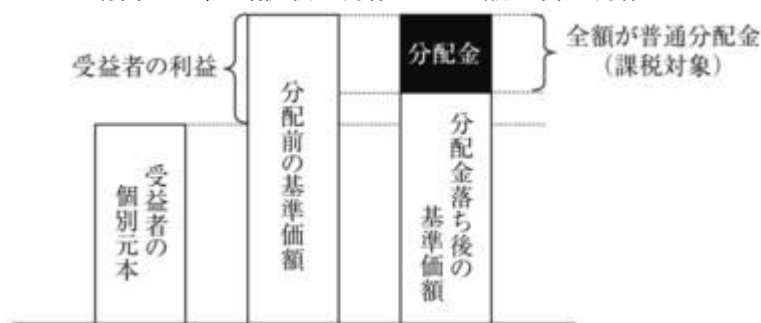 受益者の利益
分配金
全額が普通分配金
(課税対象)
受益者の
個別元本
分配前の基準価額
分配金落ち後の
基準価額